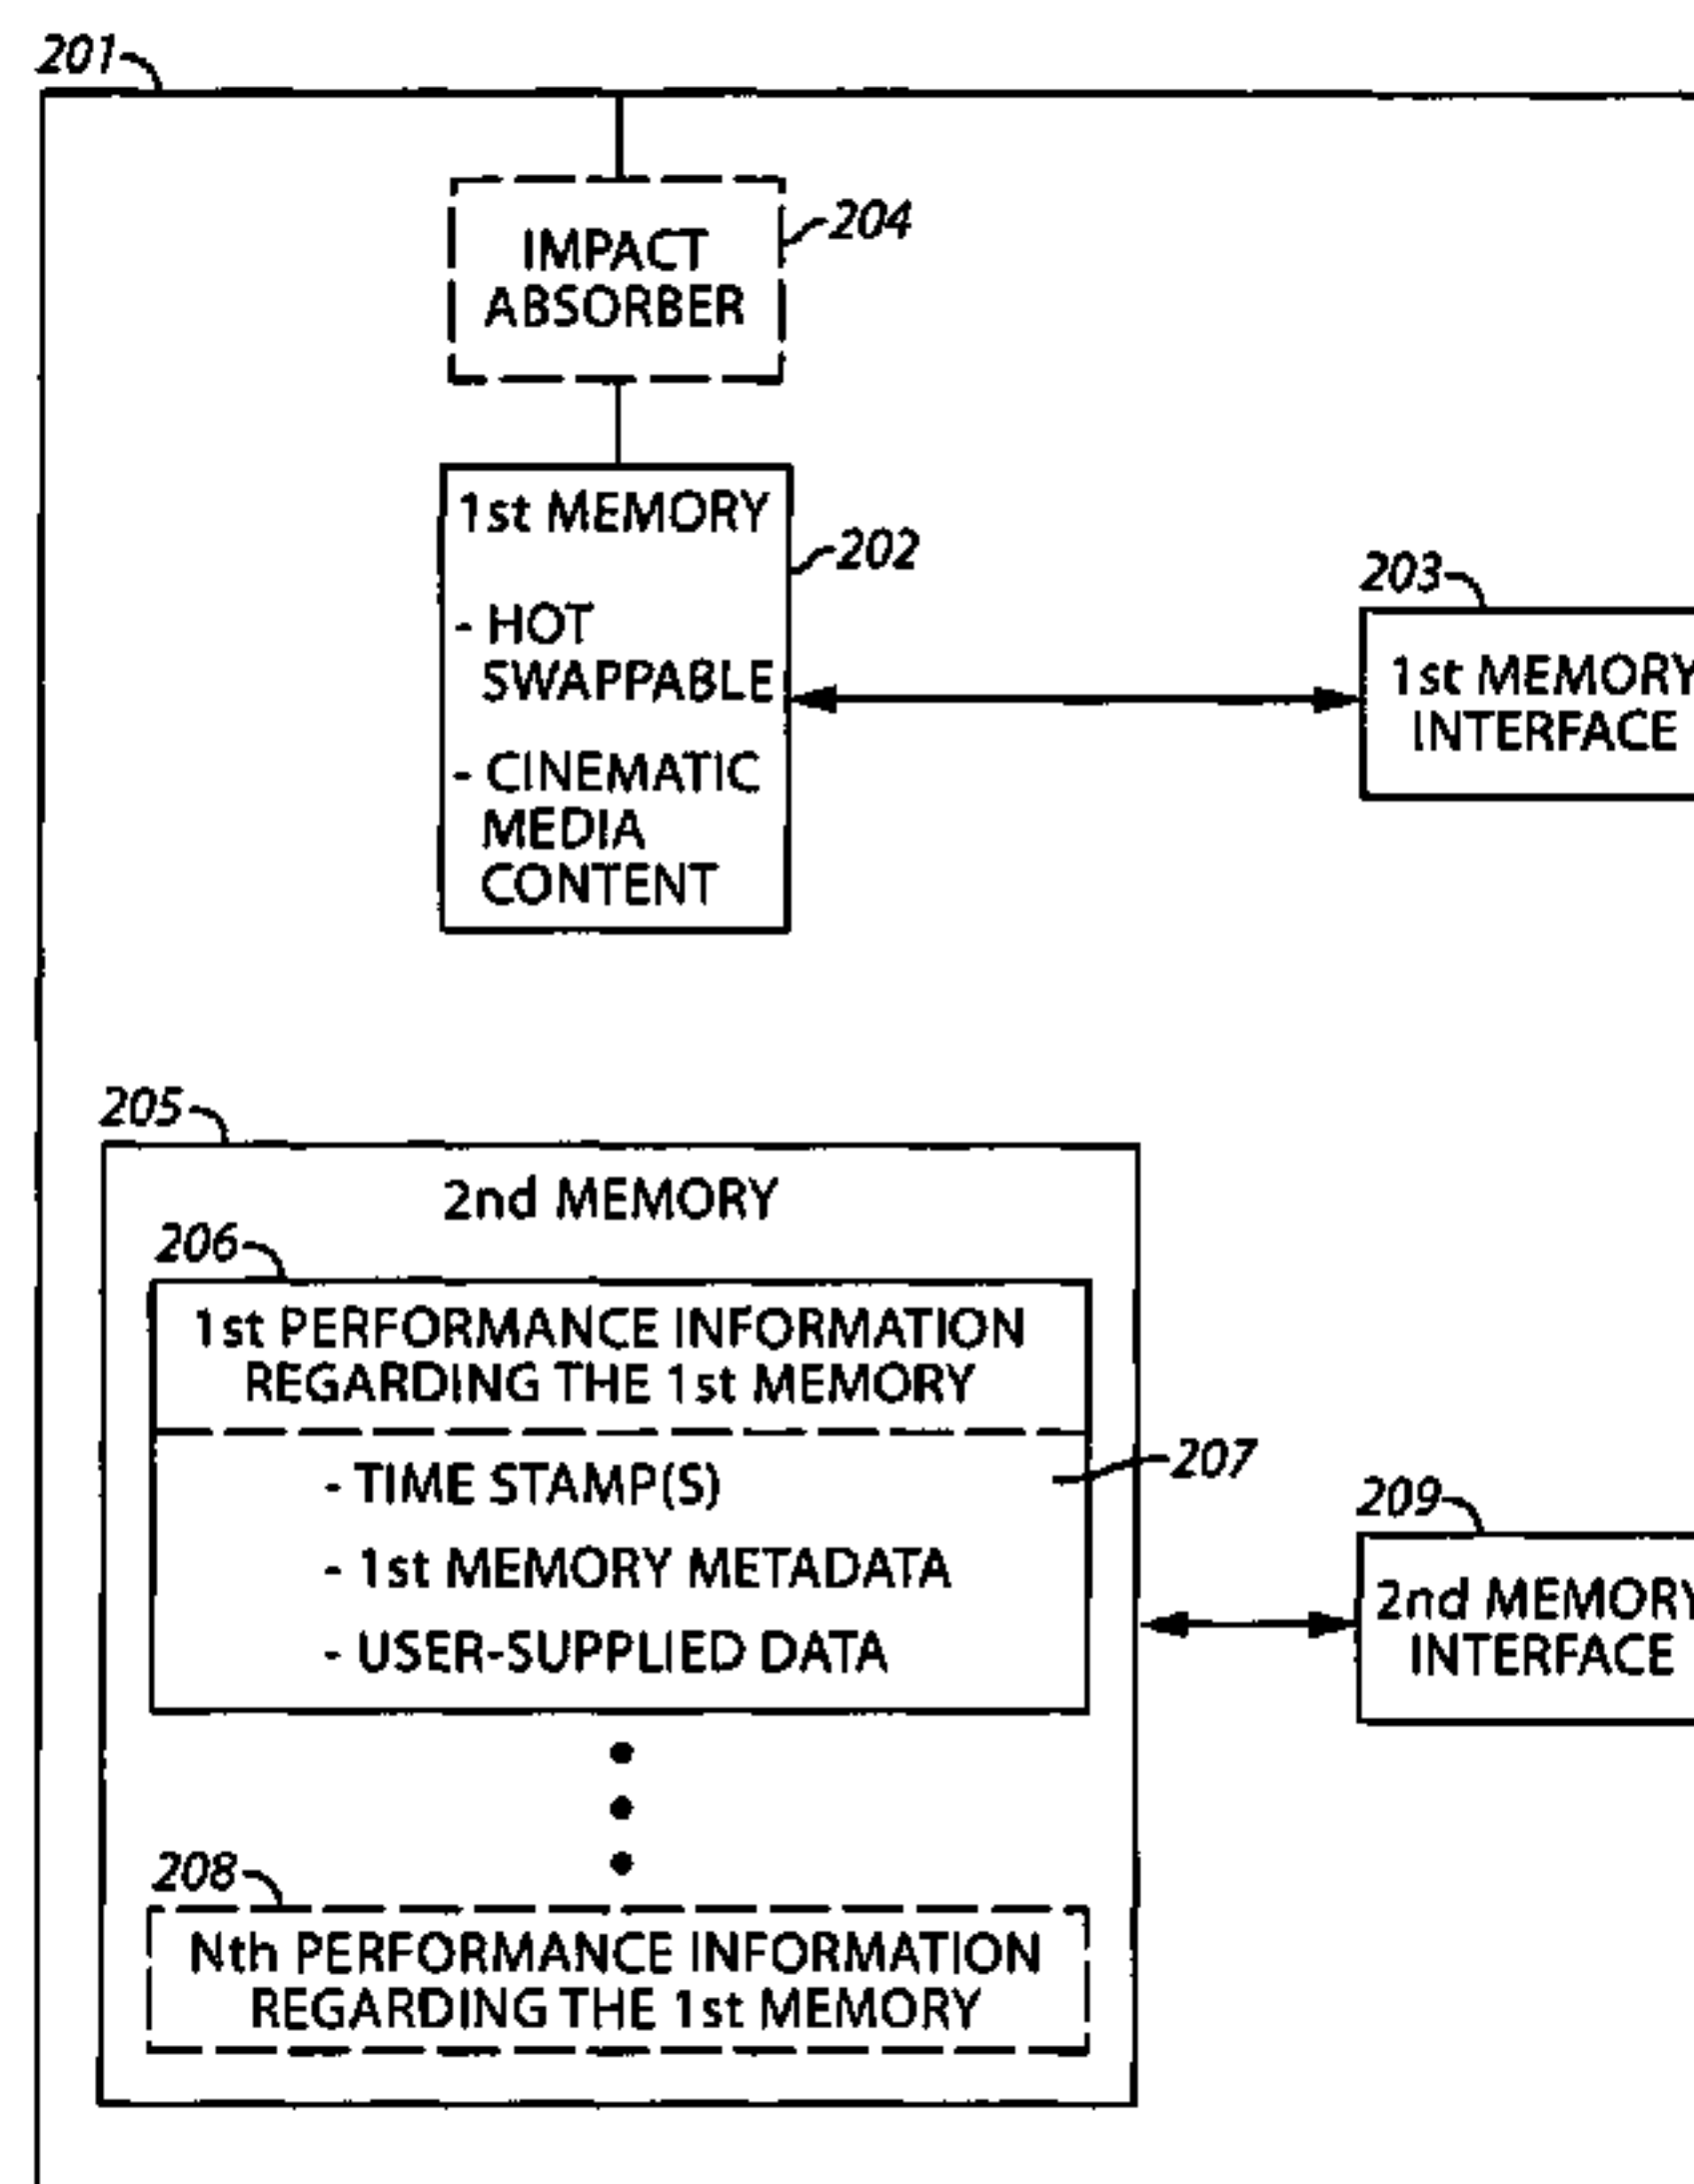 201
IMPACT
ABSORBER
204
1st MEMORY
- HOT
SWAPPABLE
- CINEMATIC
MEDIA
CONTENT
202
203
1st MEMORY
INTERFACE
205
2nd MEMORY
206
1st PERFORMANCE INFORMATION
REGARDING THE 1st MEMORY
- TIME STAMP(S)
- 1st MEMORY METADATA
- USER-SUPPLIED DATA
207
209
2nd MEMORY
INTERFACE
208
Nth PERFORMANCE INFORMATION
REGARDING THE 1st MEMORY